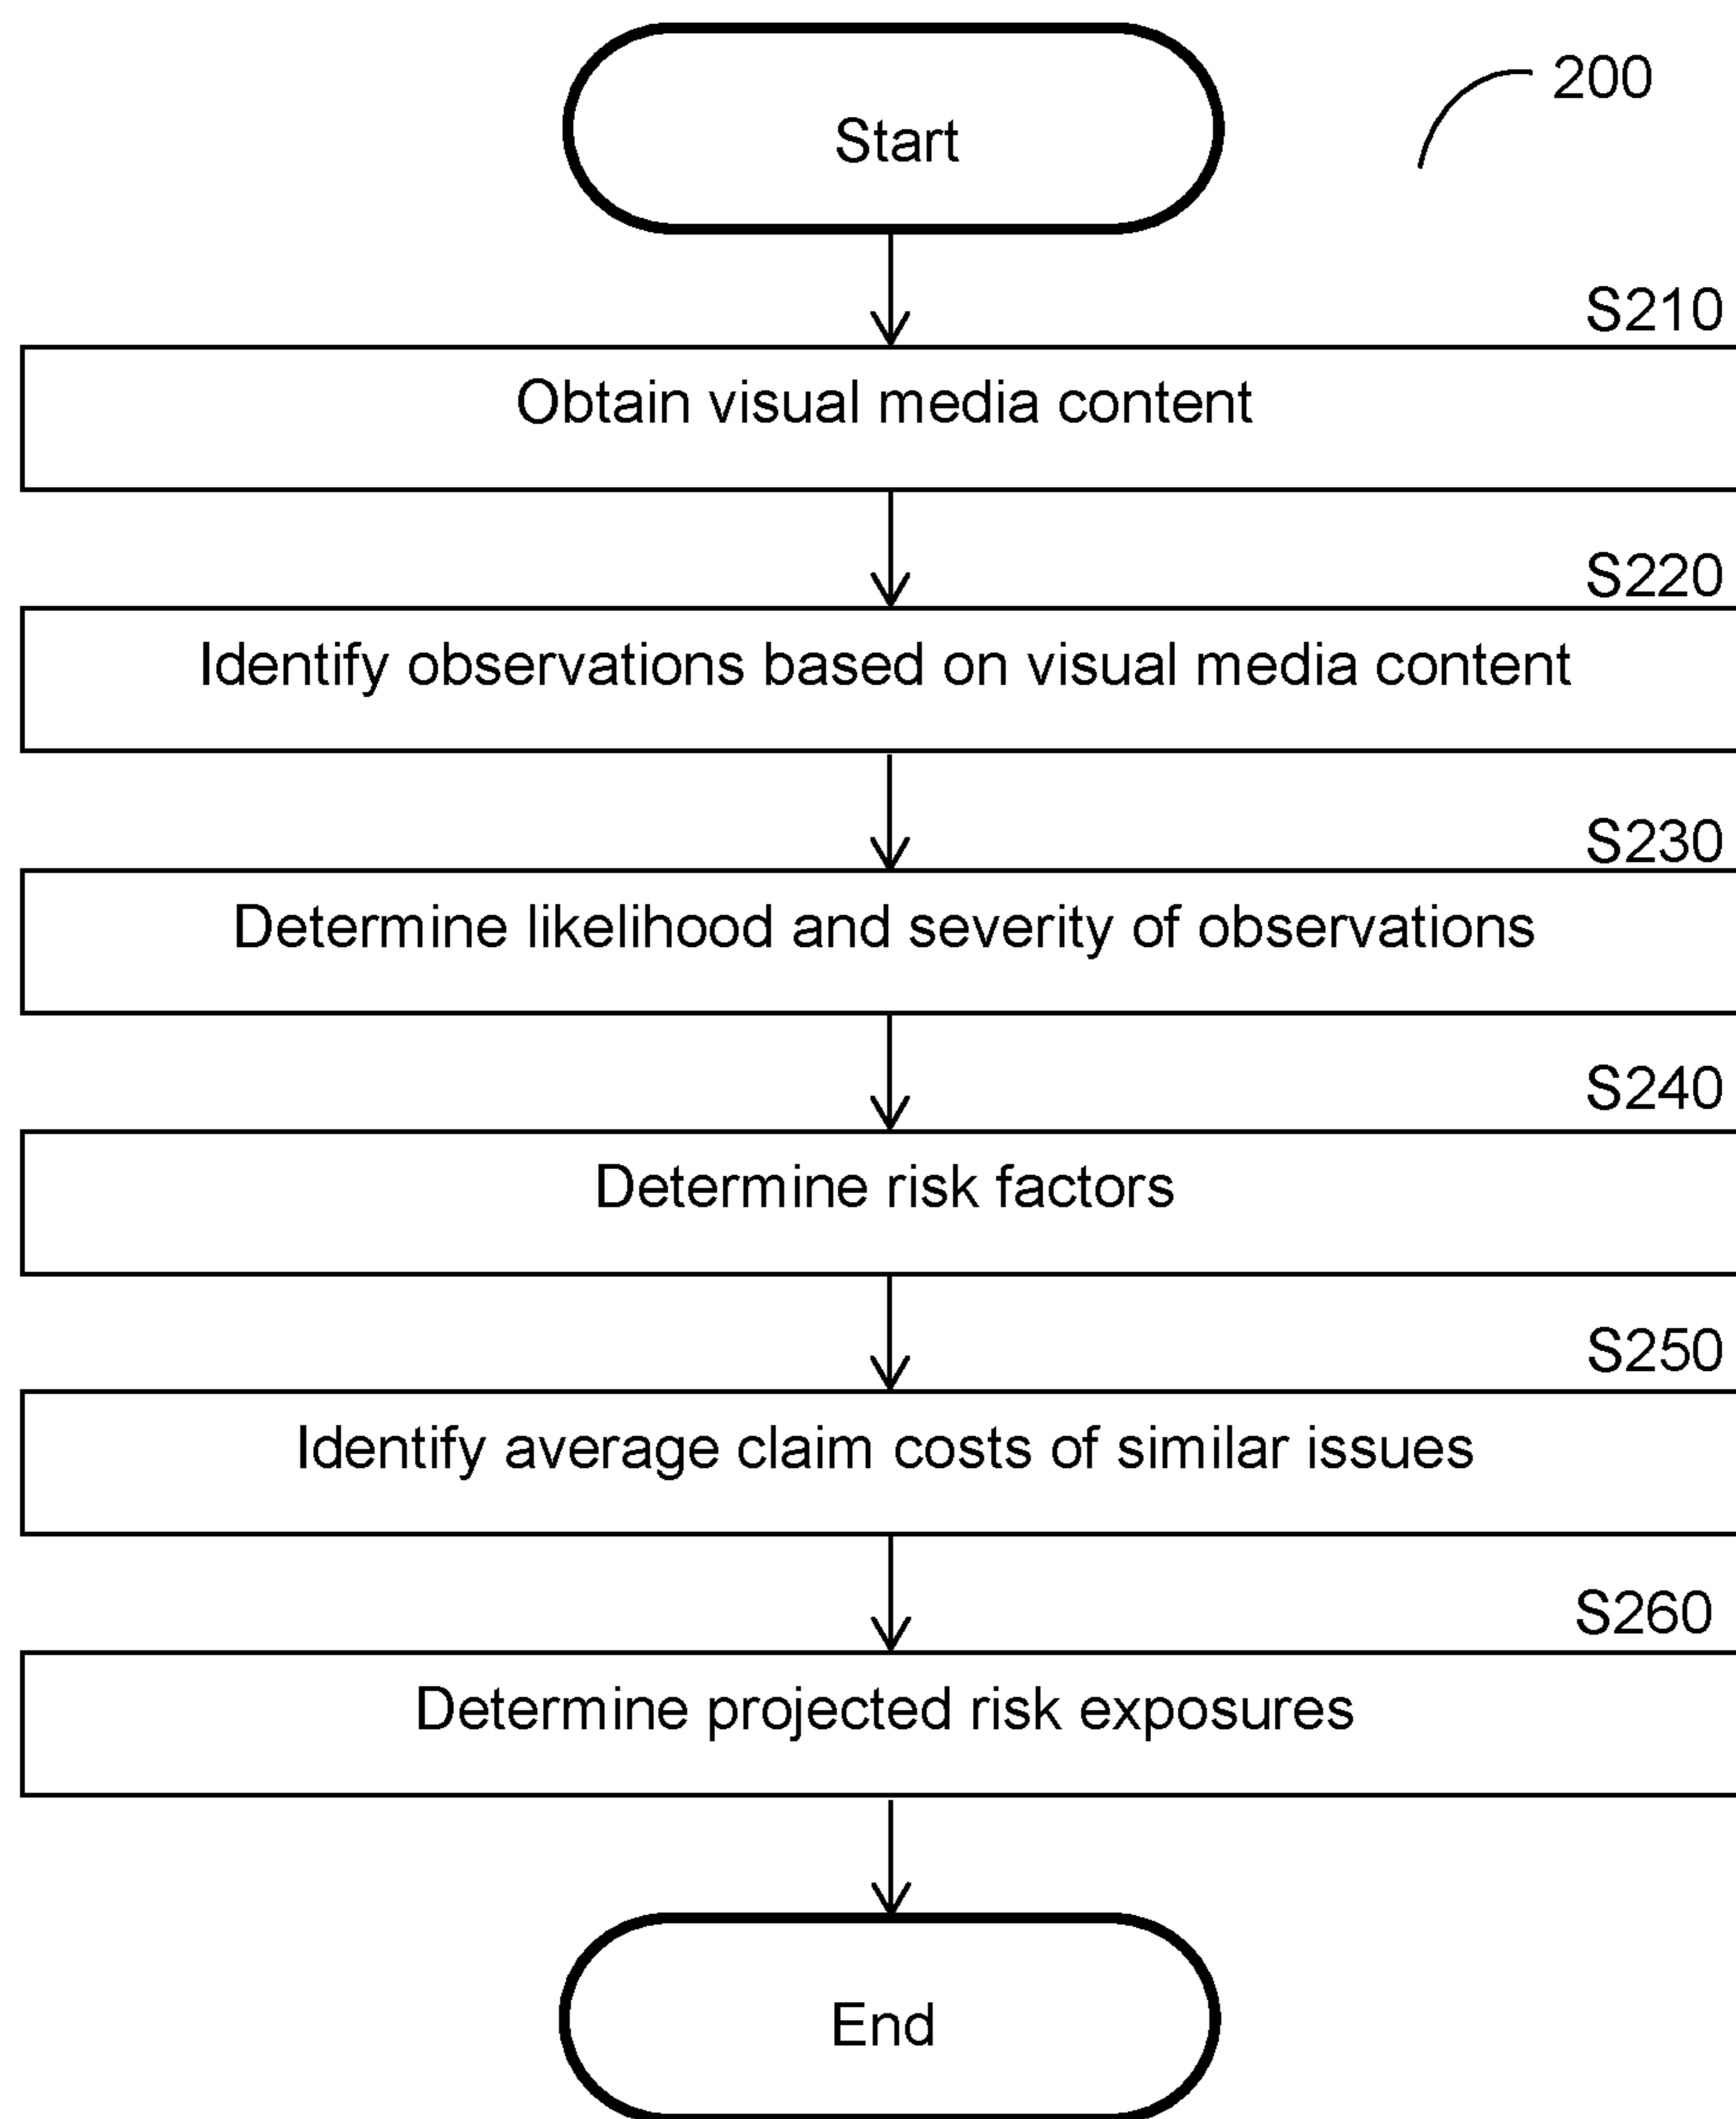 Start
200
S210
Obtain visual media content
S220
Identify observations based on visual media content
S230
Determine likelihood and severity of observations
S240
Determine risk factors
S250
Identify average claim costs of similar issues
S260
Determine projected risk exposures
End